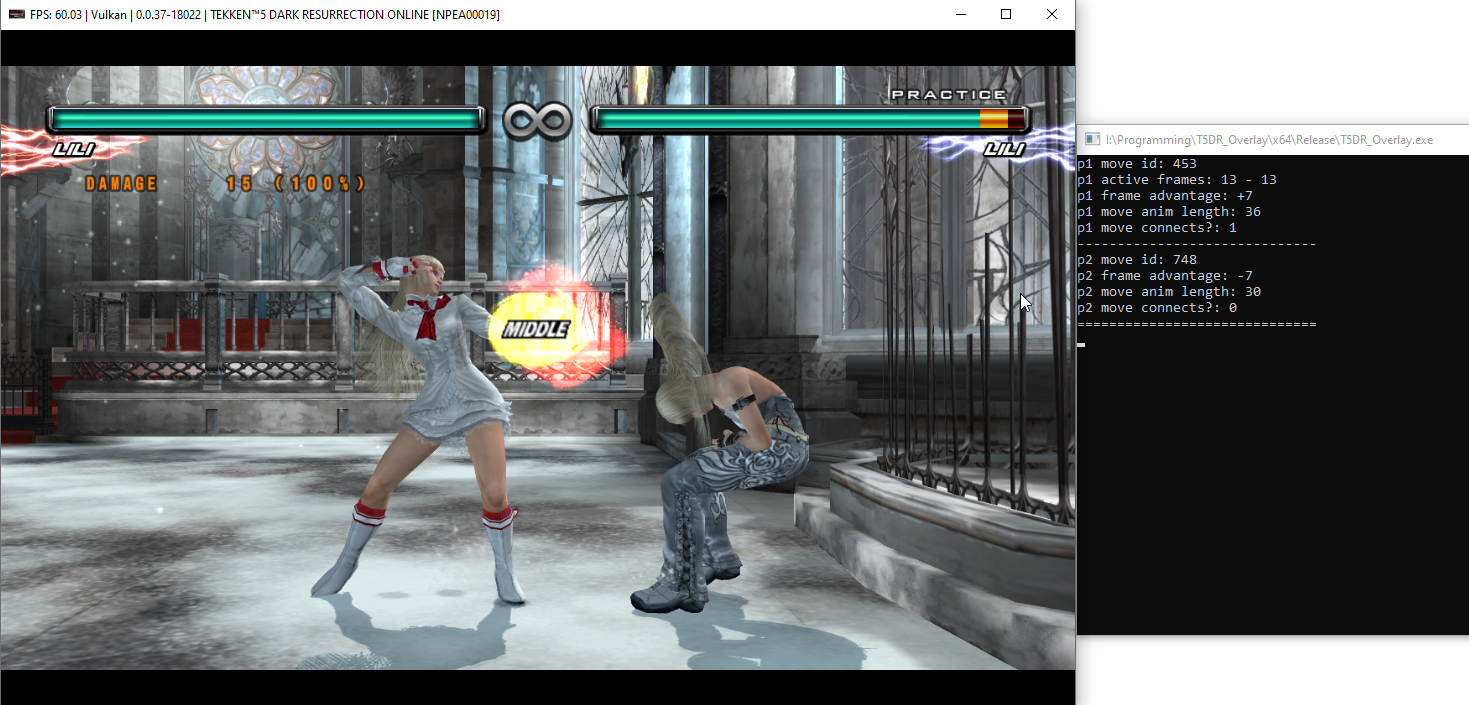 FPS: 60.03 | Vulkan | 0.0.37-18022 | TEKKEN™5 DARK RESURRECTION ONLINE [NPEA00019]
PRACTICE
LILI
LILI
DAMAGE 15 (100%)
MIDDLE
I:\Programming\T5DR_Overlay\x64\Release\T5DR_Overlay.exe
p1 move id: 453
p1 active frames: 13 - 13
p1 frame advantage: +7
p1 move anim length: 36
p1 move connects?: 1
------------------------------
p2 move id: 748
p2 frame advantage: -7
p2 move anim length: 30
p2 move connects?: 0
==============================